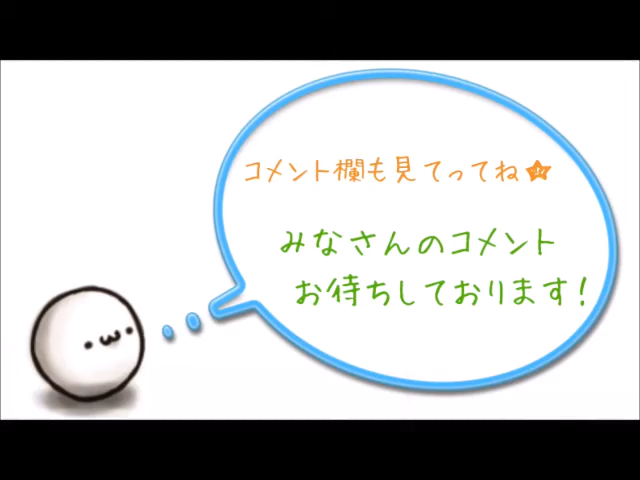 コメント欄も見てってね★
みなさんのコメント
お待ちしております!